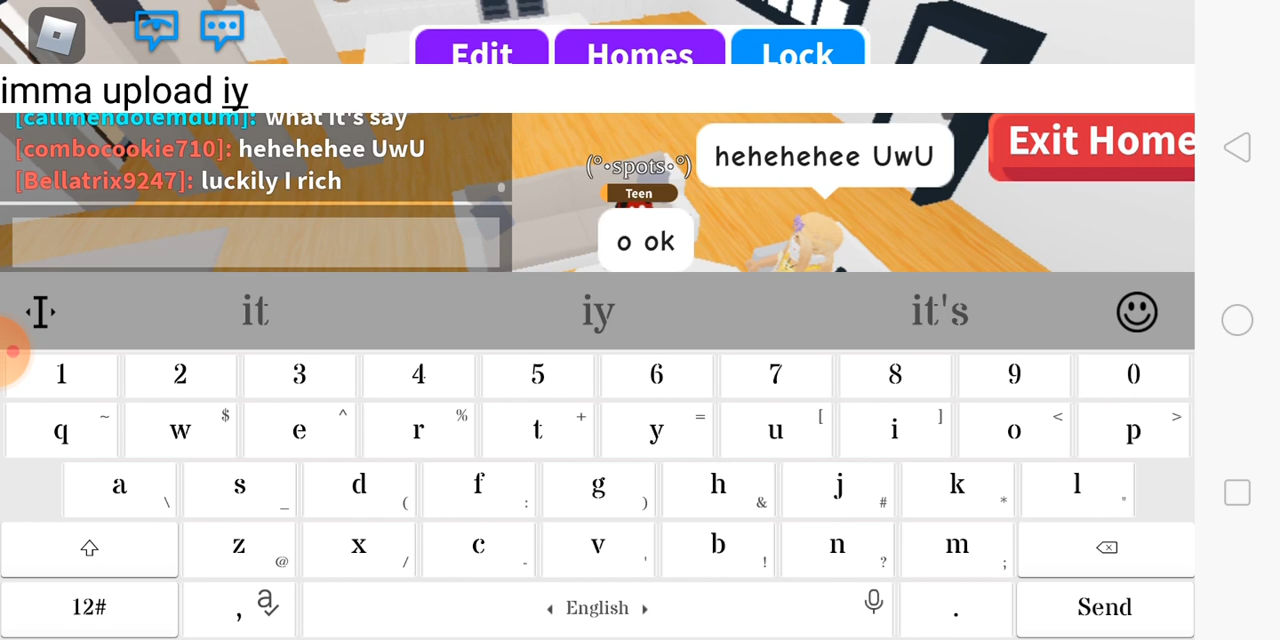 Edit Homes Lock
imma upload iy
[callmendolemdum]: what it's say
[combocookie710]: hehehehee UwU
[Bellatrix9247]: luckily I rich
(°•spots•°)
Teen
hehehehee UwU
o ok
Exit Home
it iy it's
1 2 3 4 5 6 7 8 9 0
q ~ w $ e ^ r % t + y = u [ i ] o < p >
a \ s _ d ( f : g ) h & j # k * l "
z @ x / c - v ' b ! n ? m ;
12# , English . Send